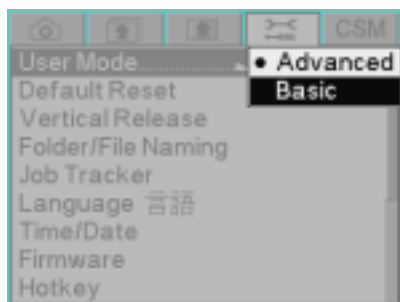 CSM
User Mode.............. Advanced
Default Reset Basic
Vertical Release
Folder/File Naming
Job Tracker
Language 言語
Time/Date
Firmware
Hotkey